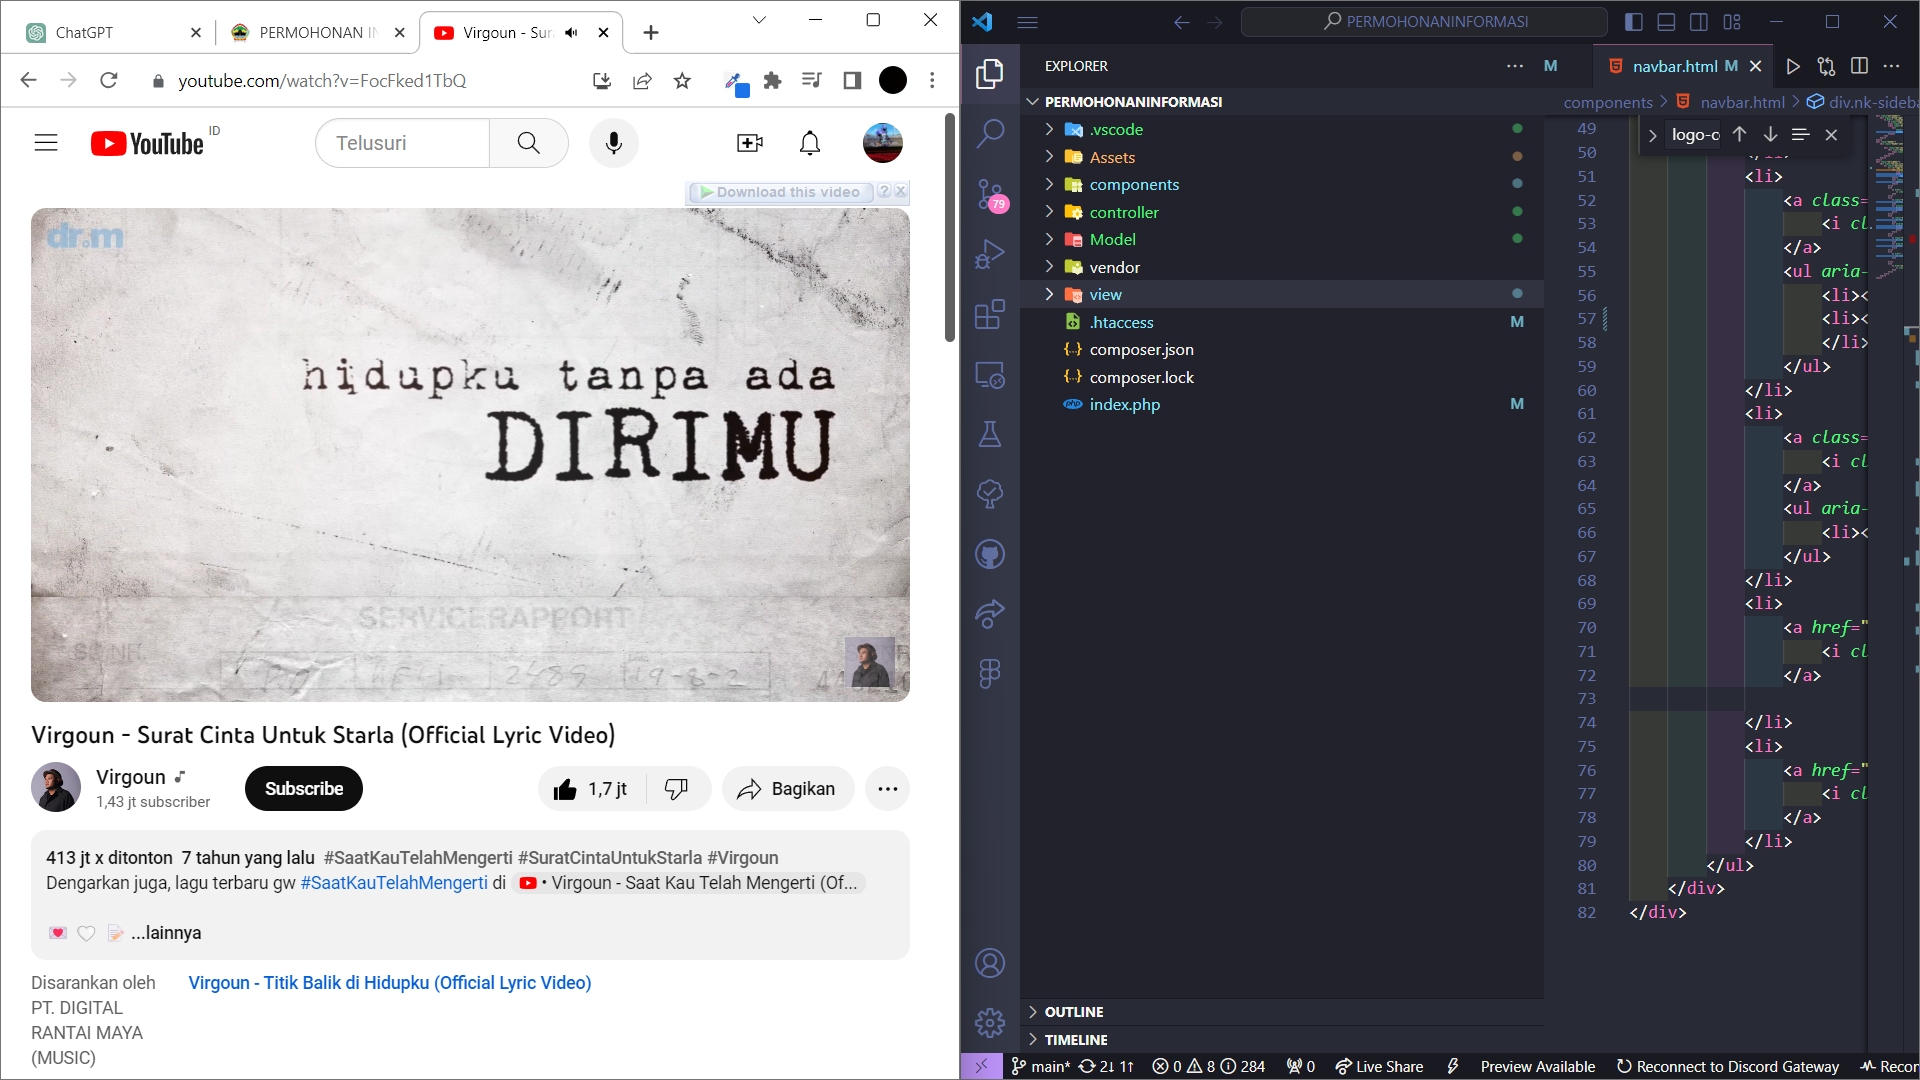 ChatGPT
PERMOHONAN IN
Virgoun - Sura
youtube.com/watch?v=FocFked1TbQ
YouTube ID
Telusuri
Download this video
dr.m
hidupku tanpa ada
DIRIMU
SERVICERAPPORT
Virgoun - Surat Cinta Untuk Starla (Official Lyric Video)
Virgoun
1,43 jt subscriber
Subscribe
1,7 jt
Bagikan
413 jt x ditonton 7 tahun yang lalu #SaatKauTelahMengerti #SuratCintaUntukStarla #Virgoun
Dengarkan juga, lagu terbaru gw #SaatKauTelahMengerti di • Virgoun - Saat Kau Telah Mengerti (Of...
...lainnya
Disarankan oleh
PT. DIGITAL
RANTAI MAYA
(MUSIC)
Virgoun - Titik Balik di Hidupku (Official Lyric Video)
PERMOHONANINFORMASI
EXPLORER
M
navbar.html M
PERMOHONANINFORMASI
components > navbar.html > div.nk-sideba
.vscode
Assets
components
controller
Model
vendor
view
.htaccess M
composer.json
composer.lock
index.php M
79
logo-c
49
50
51 <li>
52 <a class=
53 <i cl
54 </a>
55 <ul aria-
56 <li><
57 <li><
58 </li>
59 </ul>
60 </li>
61 <li>
62 <a class=
63 <i cl
64 </a>
65 <ul aria-
66 <li><
67 </ul>
68 </li>
69 <li>
70 <a href="
71 <i cl
72 </a>
73
74 </li>
75 <li>
76 <a href="
77 <i cl
78 </a>
79 </li>
80 </ul>
81 </div>
82 </div>
OUTLINE
TIMELINE
main* 2↓ 1↑ 0 8 284 0 Live Share Preview Available Reconnect to Discord Gateway Recor